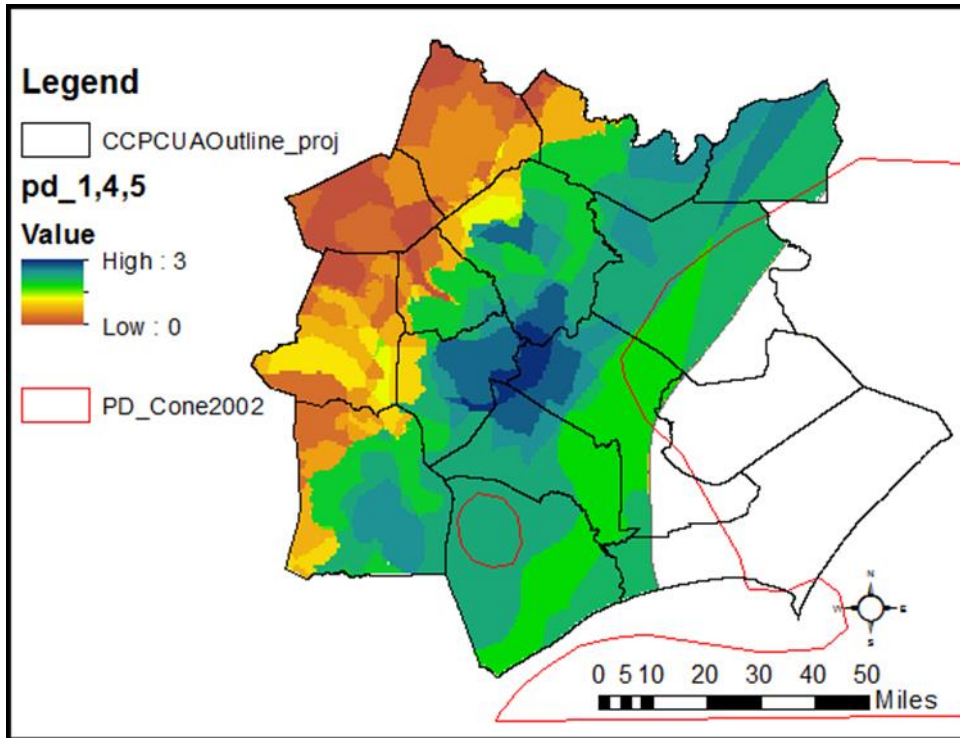 Legend
CCPCUAOutline_proj
pd_1,4,5
Value
High : 3
Low : 0
PD_Cone2002
N
W E
S
0 5 10 20 30 40 50
Miles